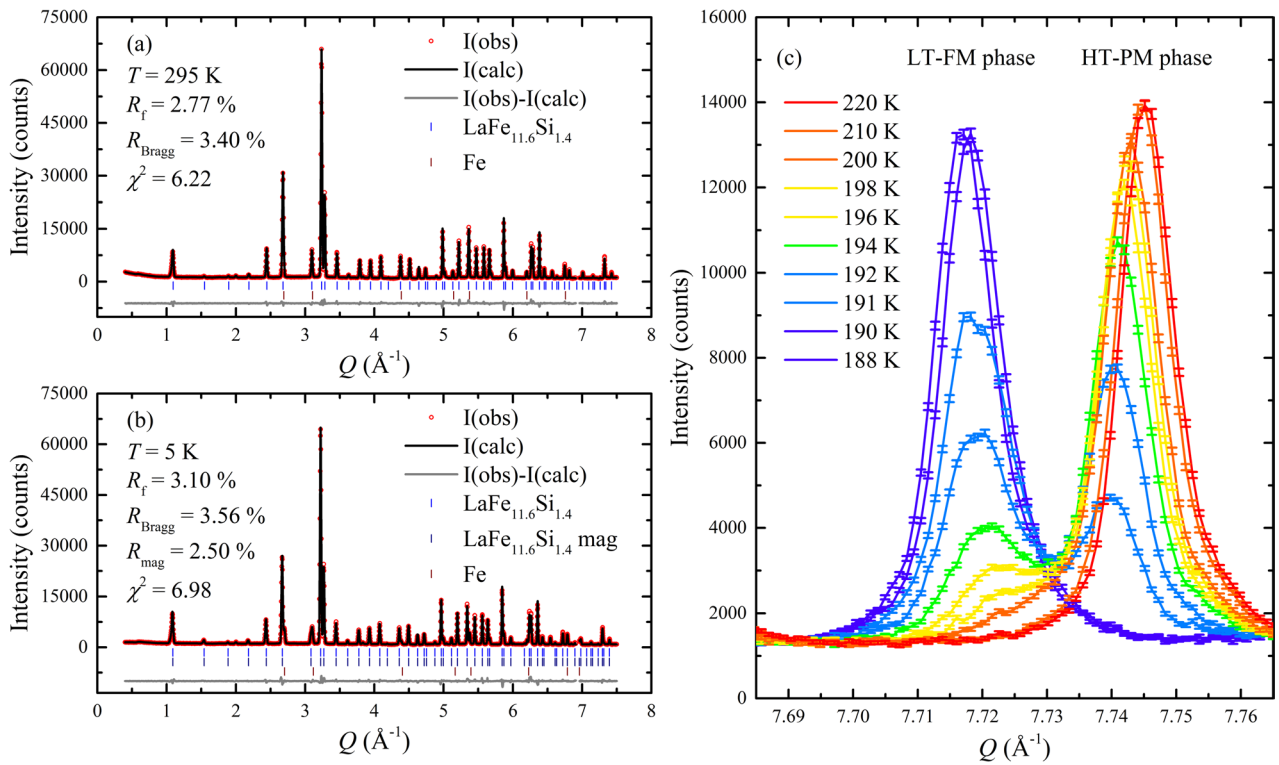 (a)
T = 295 K
R_f = 2.77 %
R_Bragg = 3.40 %
χ² = 6.22
I(obs)
I(calc)
I(obs)-I(calc)
LaFe₁₁.₆Si₁.₄
Fe
75000
60000
45000
30000
15000
0
Intensity (counts)
0 1 2 3 4 5 6 7 8
Q (Å⁻¹)
(b)
T = 5 K
R_f = 3.10 %
R_Bragg = 3.56 %
R_mag = 2.50 %
χ² = 6.98
I(obs)
I(calc)
I(obs)-I(calc)
LaFe₁₁.₆Si₁.₄
LaFe₁₁.₆Si₁.₄ mag
Fe
75000
60000
45000
30000
15000
0
Intensity (counts)
0 1 2 3 4 5 6 7 8
Q (Å⁻¹)
(c)
LT-FM phase
HT-PM phase
220 K
210 K
200 K
198 K
196 K
194 K
192 K
191 K
190 K
188 K
16000
14000
12000
10000
8000
6000
4000
2000
0
Intensity (counts)
7.69 7.70 7.71 7.72 7.73 7.74 7.75 7.76
Q (Å⁻¹)